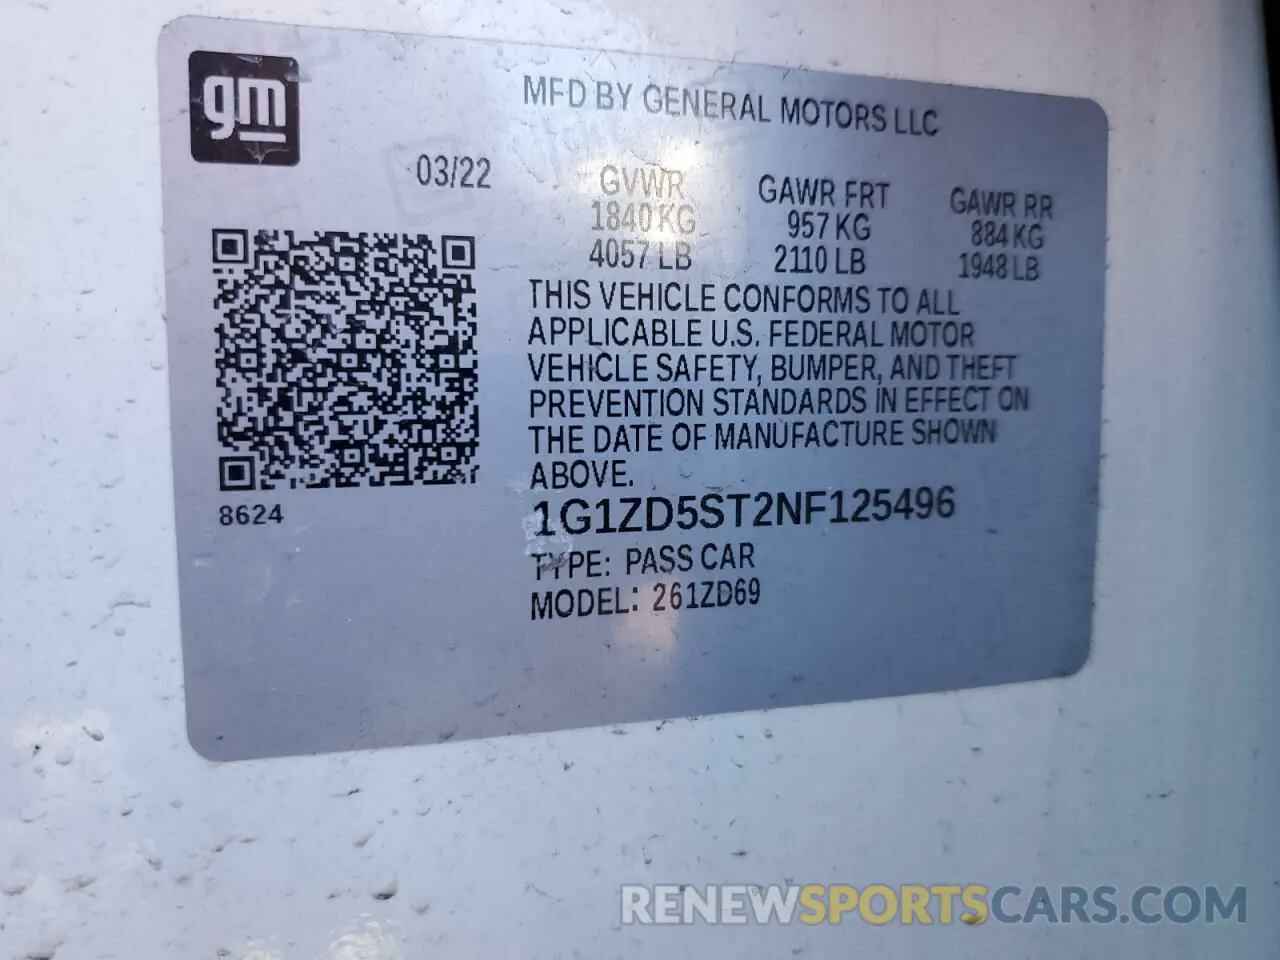 gm
MFD BY GENERAL MOTORS LLC
03/22
GVWR GAWR FRT GAWR RR
1840 KG 957 KG 884 KG
4057 LB 2110 LB 1948 LB
THIS VEHICLE CONFORMS TO ALL
APPLICABLE U.S. FEDERAL MOTOR
VEHICLE SAFETY, BUMPER, AND THEFT
PREVENTION STANDARDS IN EFFECT ON
THE DATE OF MANUFACTURE SHOWN
ABOVE.
8624
1G1ZD5ST2NF125496
TYPE: PASS CAR
MODEL: 261ZD69
RENEWSPORTSCARS.COM